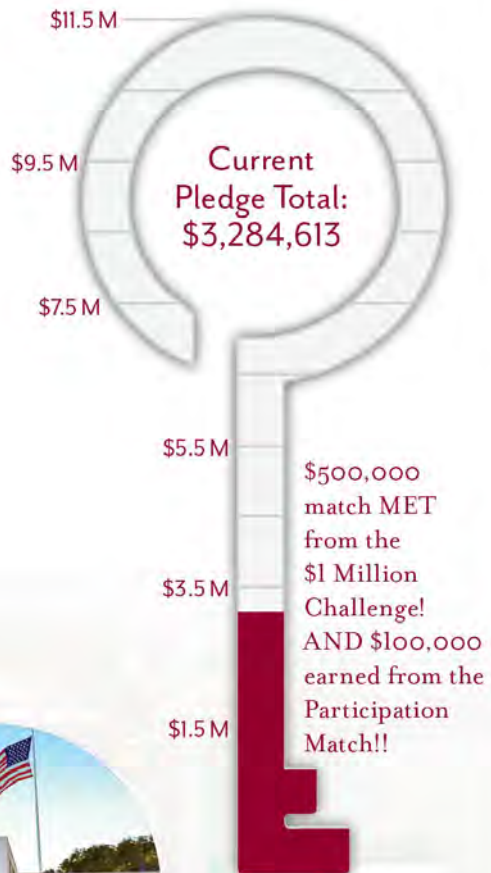 $11.5 M
$9.5 M
Current
Pledge Total:
$3,284,613
$7.5 M
$5.5 M
$500,000
match MET
from the
$1 Million
Challenge!
AND $100,000
earned from the
Participation
Match!!
$3.5 M
$1.5 M